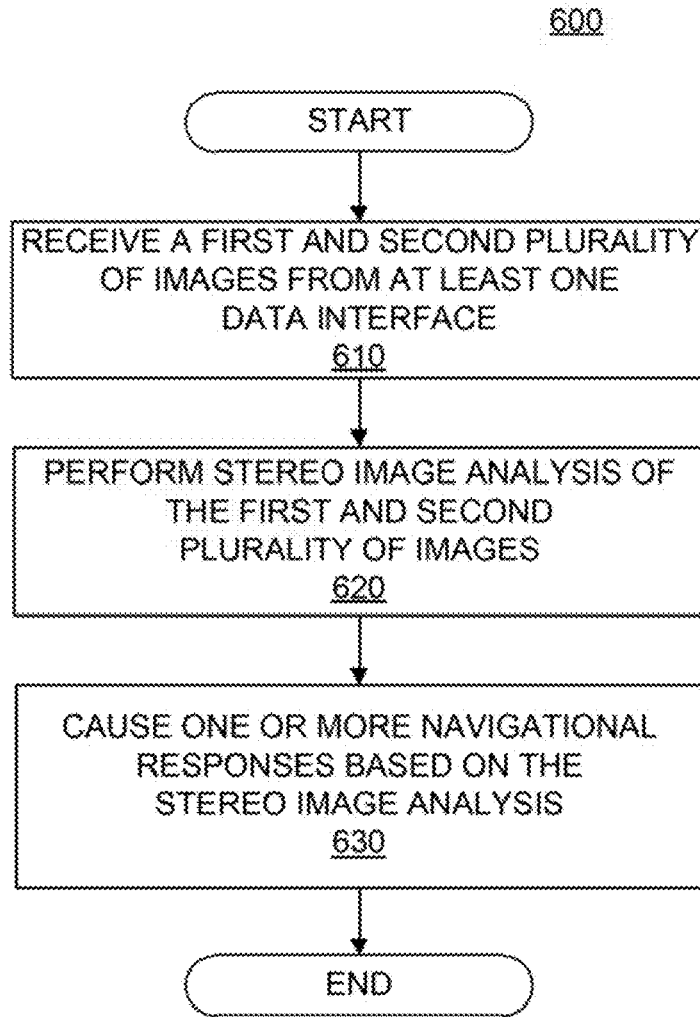 600
START
RECEIVE A FIRST AND SECOND PLURALITY
OF IMAGES FROM AT LEAST ONE
DATA INTERFACE
610
PERFORM STEREO IMAGE ANALYSIS OF
THE FIRST AND SECOND
PLURALITY OF IMAGES
620
CAUSE ONE OR MORE NAVIGATIONAL
RESPONSES BASED ON THE
STEREO IMAGE ANALYSIS
630
END